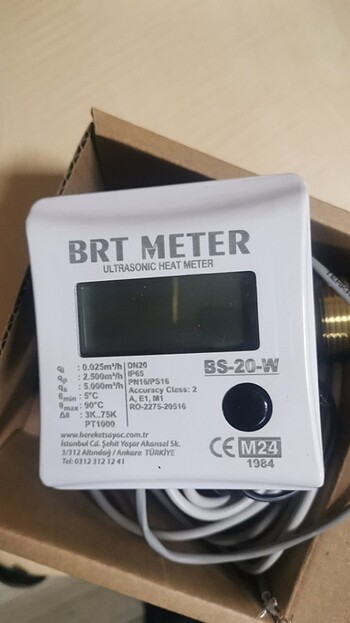 BRT METER
ULTRASONIC HEAT METER
BS-20-W
qi : 0.025m³/h
qp : 2.500m³/h
qs : 5.000m³/h
θmin : 5°C
θmax : 90°C
Δθ : 3K..75K
PT1000
DN20
IP65
PN16/PS16
Accuracy Class: 2
A, E1, M1
RO-2275-20516
www.bereketsayac.com.tr
İstanbul Cd. Şehit Yaşar Akansel Sk.
3/312 Altındağ / Ankara TÜRKİYE
Tel: 0312 312 12 41
CE M24
1984